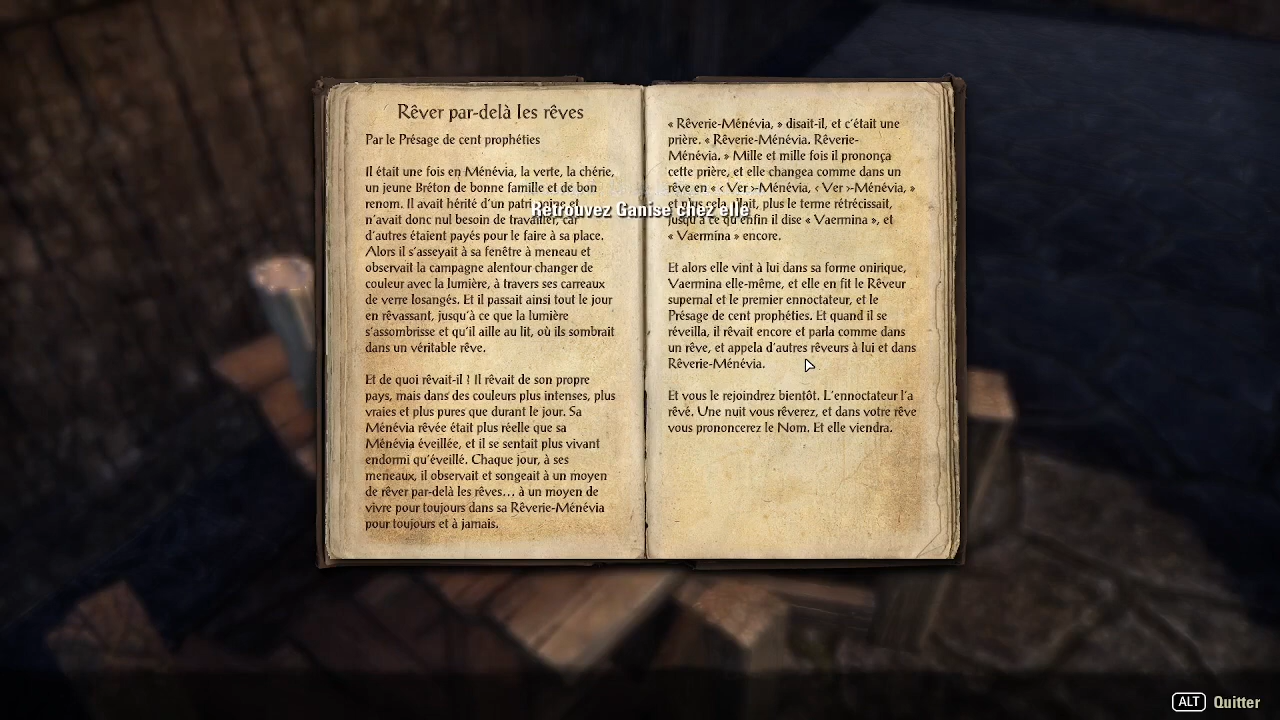 Rêver par-delà les rêves
Par le Présage de cent prophéties
Il était une fois en Ménévia, la verte, la chérie,
un jeune Bréton de bonne famille et de bon
renom. Il avait hérité d'un patrimoine et
n'avait donc nul besoin de travailler, car
d'autres étaient payés pour le faire à sa place.
Alors il s'asseyait à sa fenêtre à meneau et
observait la campagne alentour changer de
couleur avec la lumière, à travers ses carreaux
de verre losangés. Et il passait ainsi tout le jour
en rêvassant, jusqu'à ce que la lumière
s'assombrisse et qu'il aille au lit, où ils sombrait
dans un véritable rêve.
Et de quoi rêvait-il ? Il rêvait de son propre
pays, mais dans des couleurs plus intenses, plus
vraies et plus pures que durant le jour. Sa
Ménévia rêvée était plus réelle que sa
Ménévia éveillée, et il se sentait plus vivant
endormi qu'éveillé. Chaque jour, à ses
meneaux, il observait et songeait à un moyen
de rêver par-delà les rêves… à un moyen de
vivre pour toujours dans sa Rêverie-Ménévia
pour toujours et à jamais.
« Rêverie-Ménévia, » disait-il, et c'était une
prière. « Rêverie-Ménévia. Rêverie-
Ménévia. » Mille et mille fois il prononça
cette prière, et elle changea comme dans un
rêve en « ‹ Ver ›-Ménévia, ‹ Ver ›-Ménévia, »
et plus cela allait, plus le terme rétrécissait,
jusqu'à ce qu'enfin il dise « Vaermina », et
« Vaermina » encore.
Et alors elle vint à lui dans sa forme onirique,
Vaermina elle-même, et elle en fit le Rêveur
supernal et le premier ennoctateur, et le
Présage de cent prophéties. Et quand il se
réveilla, il rêvait encore et parla comme dans
un rêve, et appela d'autres rêveurs à lui et dans
Rêverie-Ménévia.
Et vous le rejoindrez bientôt. L'ennoctateur l'a
rêvé. Une nuit vous rêverez, et dans votre rêve
vous prononcerez le Nom. Et elle viendra.
Retrouvez Ganise chez elle
ALT Quitter